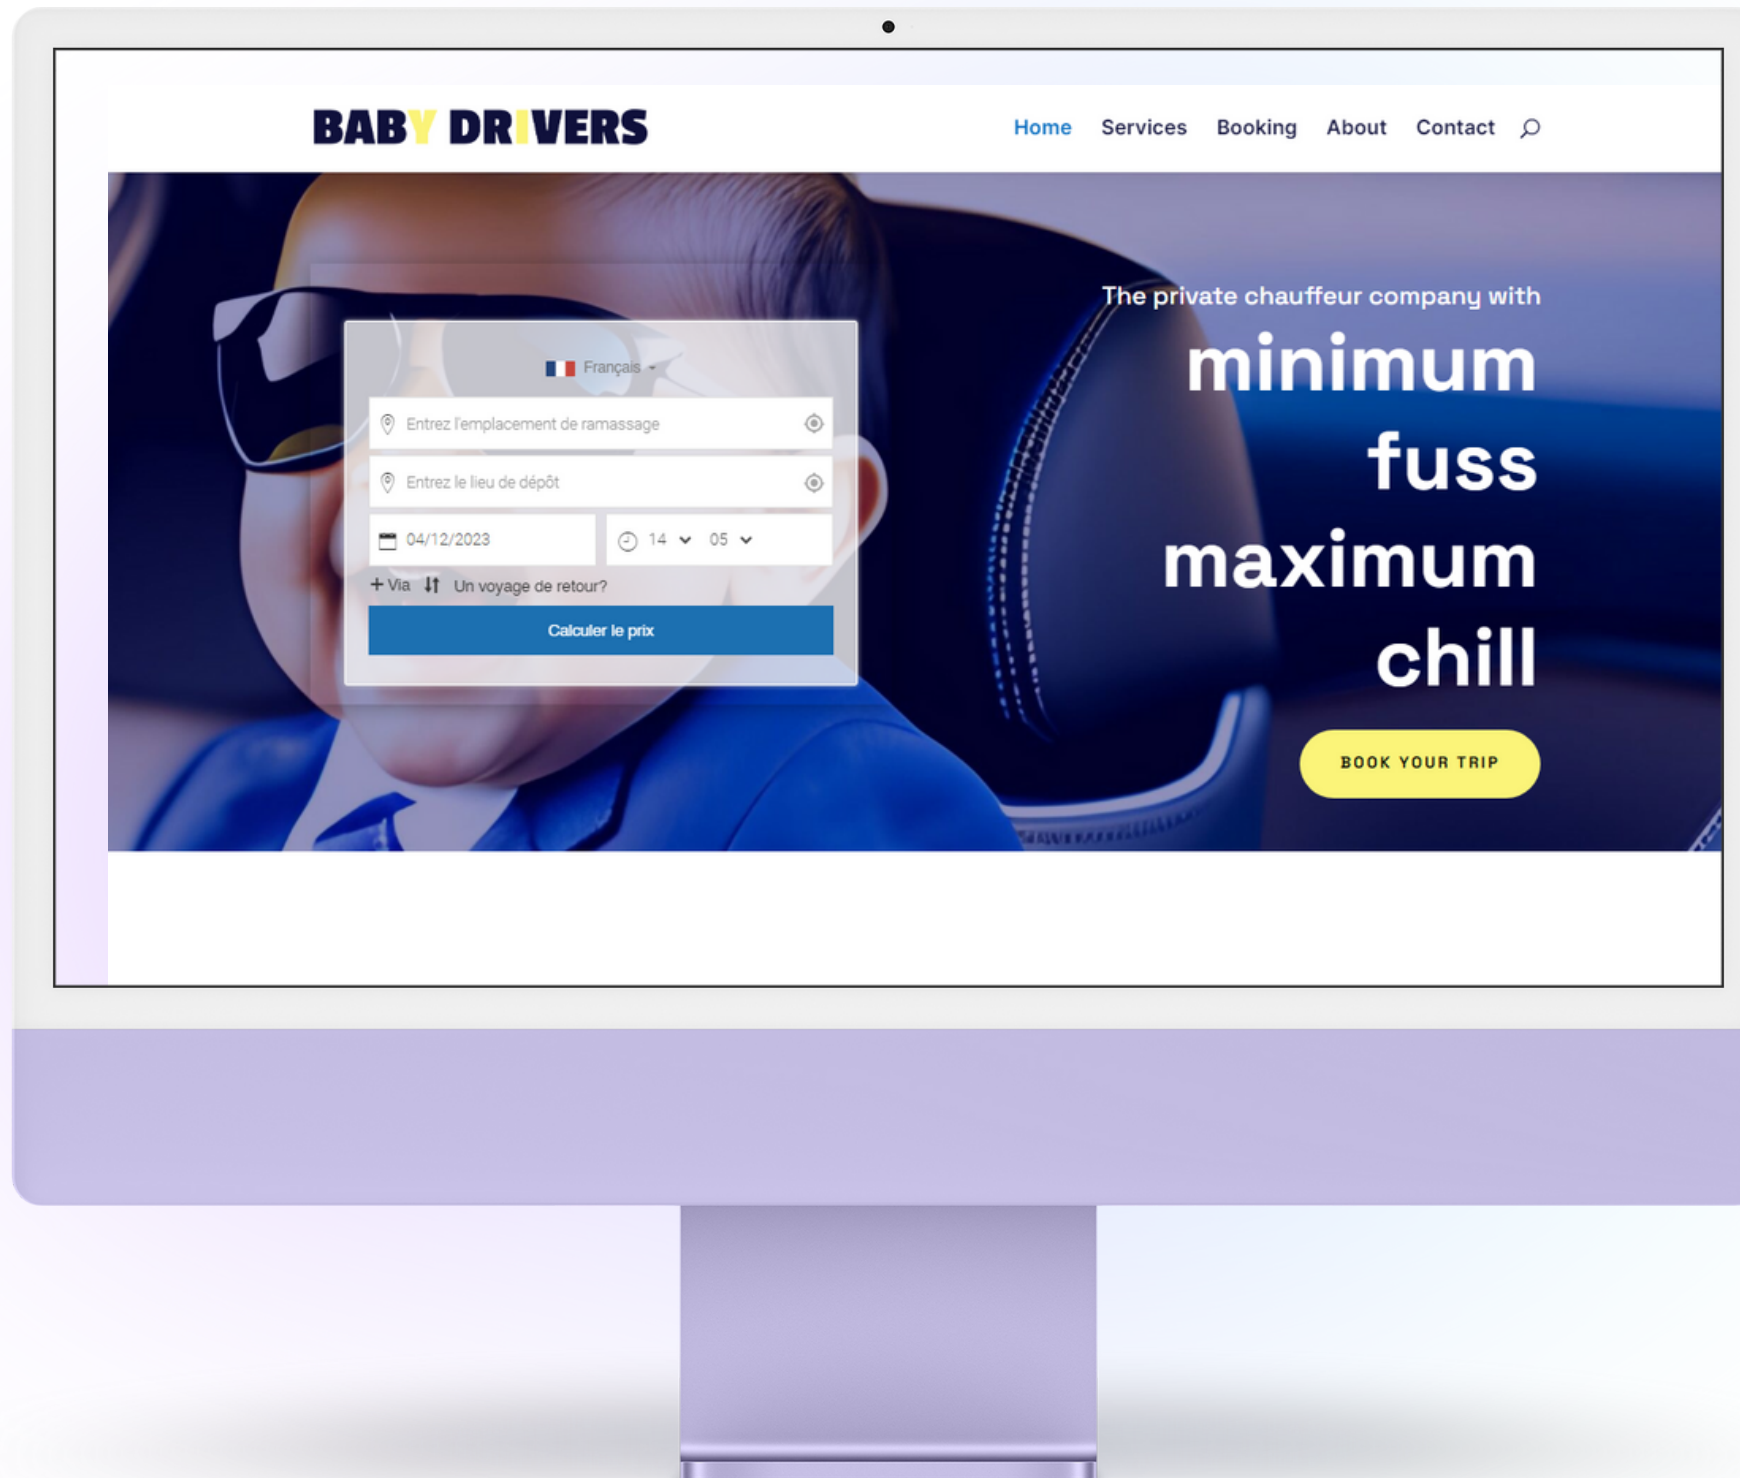 BABY DRIVERS
Home Services Booking About Contact
The private chauffeur company with
minimum
fuss
maximum
chill
BOOK YOUR TRIP
Français
Entrez l'emplacement de ramassage
Entrez le lieu de dépôt
04/12/2023 14 05
+ Via Un voyage de retour?
Calculer le prix